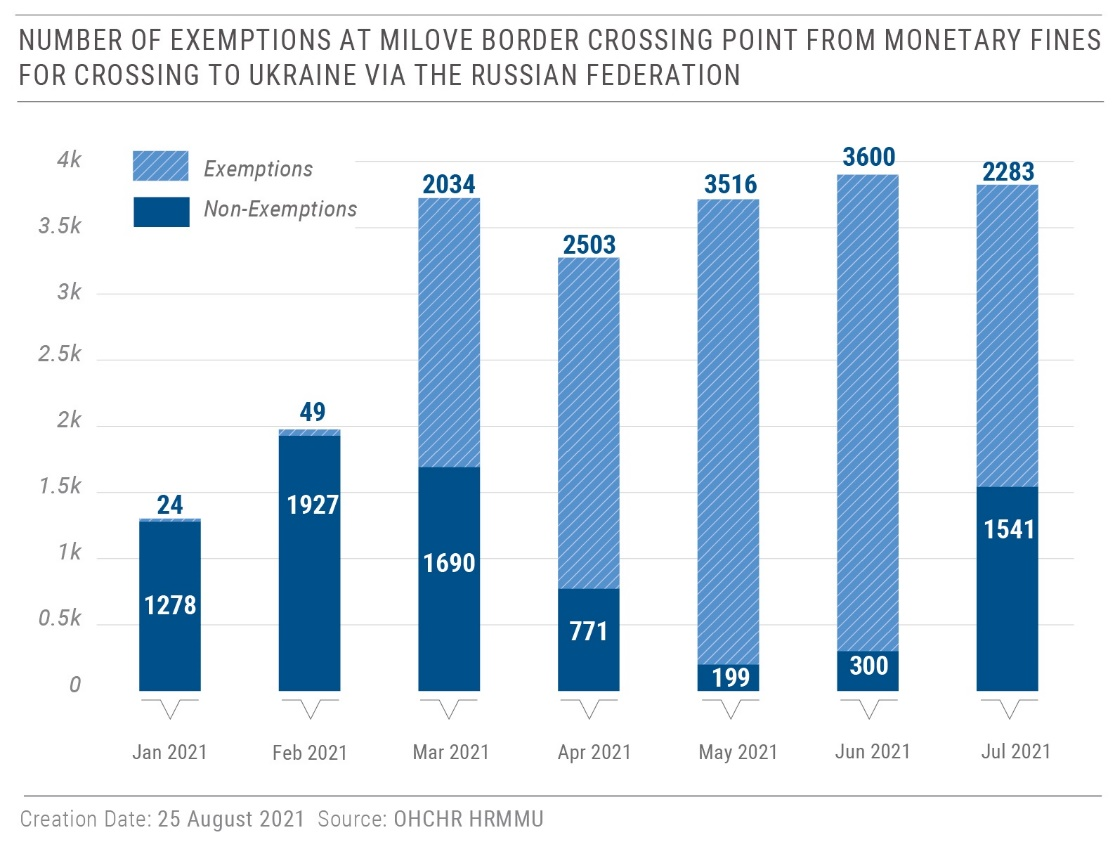 NUMBER OF EXEMPTIONS AT MILOVE BORDER CROSSING POINT FROM MONETARY FINES
FOR CROSSING TO UKRAINE VIA THE RUSSIAN FEDERATION
4k
3.5k
3k
2.5k
2k
1.5k
1k
0.5k
0
Exemptions
Non-Exemptions
24
1278
49
1927
2034
1690
2503
771
3516
199
3600
300
2283
1541
Jan 2021
Feb 2021
Mar 2021
Apr 2021
May 2021
Jun 2021
Jul 2021
Creation Date: 25 August 2021 Source: OHCHR HRMMU